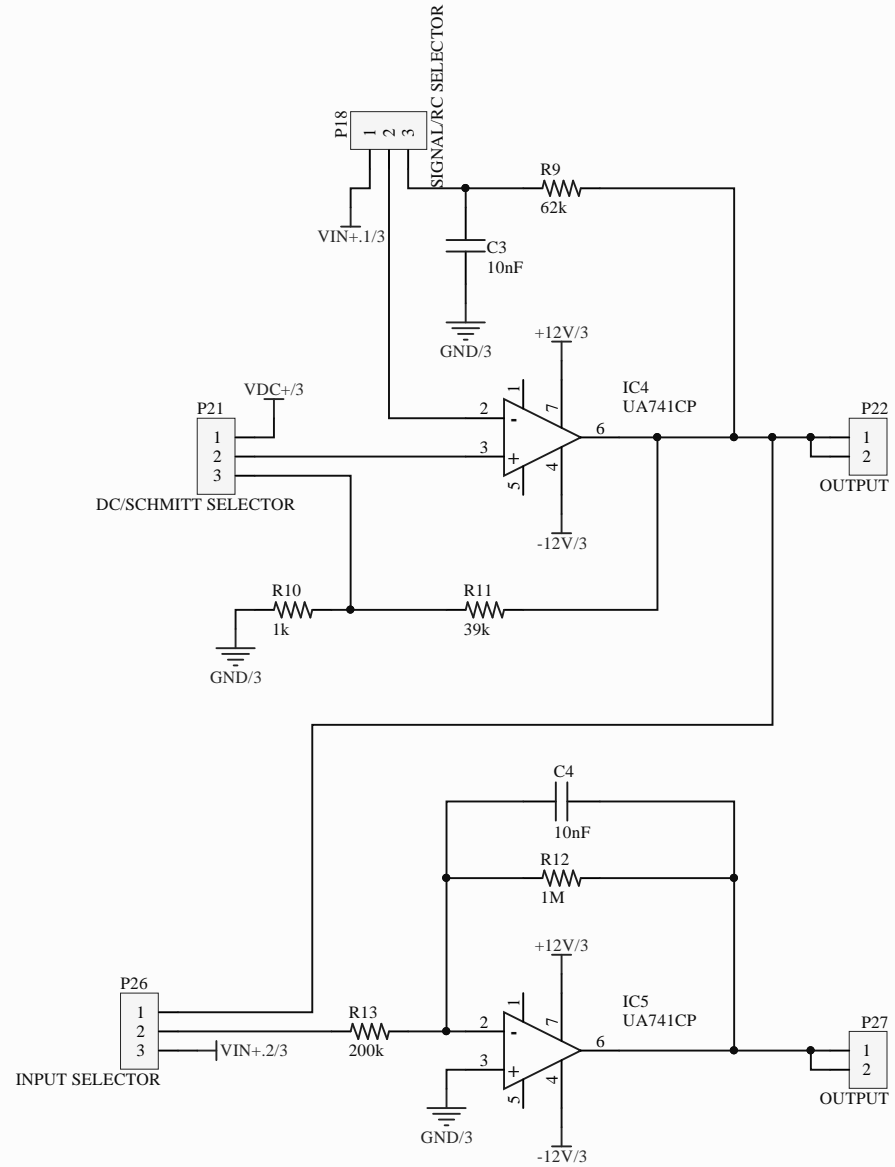 SIGNAL/RC SELECTOR
P18
1 2 3
VIN+.1/3
R9
62k
C3
10nF
GND/3
+12V/3
IC4
UA741CP
1
7
2
-
3
+
6
5
4
-12V/3
VDC+/3
P21
1
2
3
DC/SCHMITT SELECTOR
P22
1
2
OUTPUT
R10
1k
R11
39k
GND/3
C4
10nF
R12
1M
+12V/3
IC5
UA741CP
1
7
2
-
3
+
6
5
4
-12V/3
P26
1
2
3
INPUT SELECTOR
VIN+.2/3
R13
200k
GND/3
P27
1
2
OUTPUT